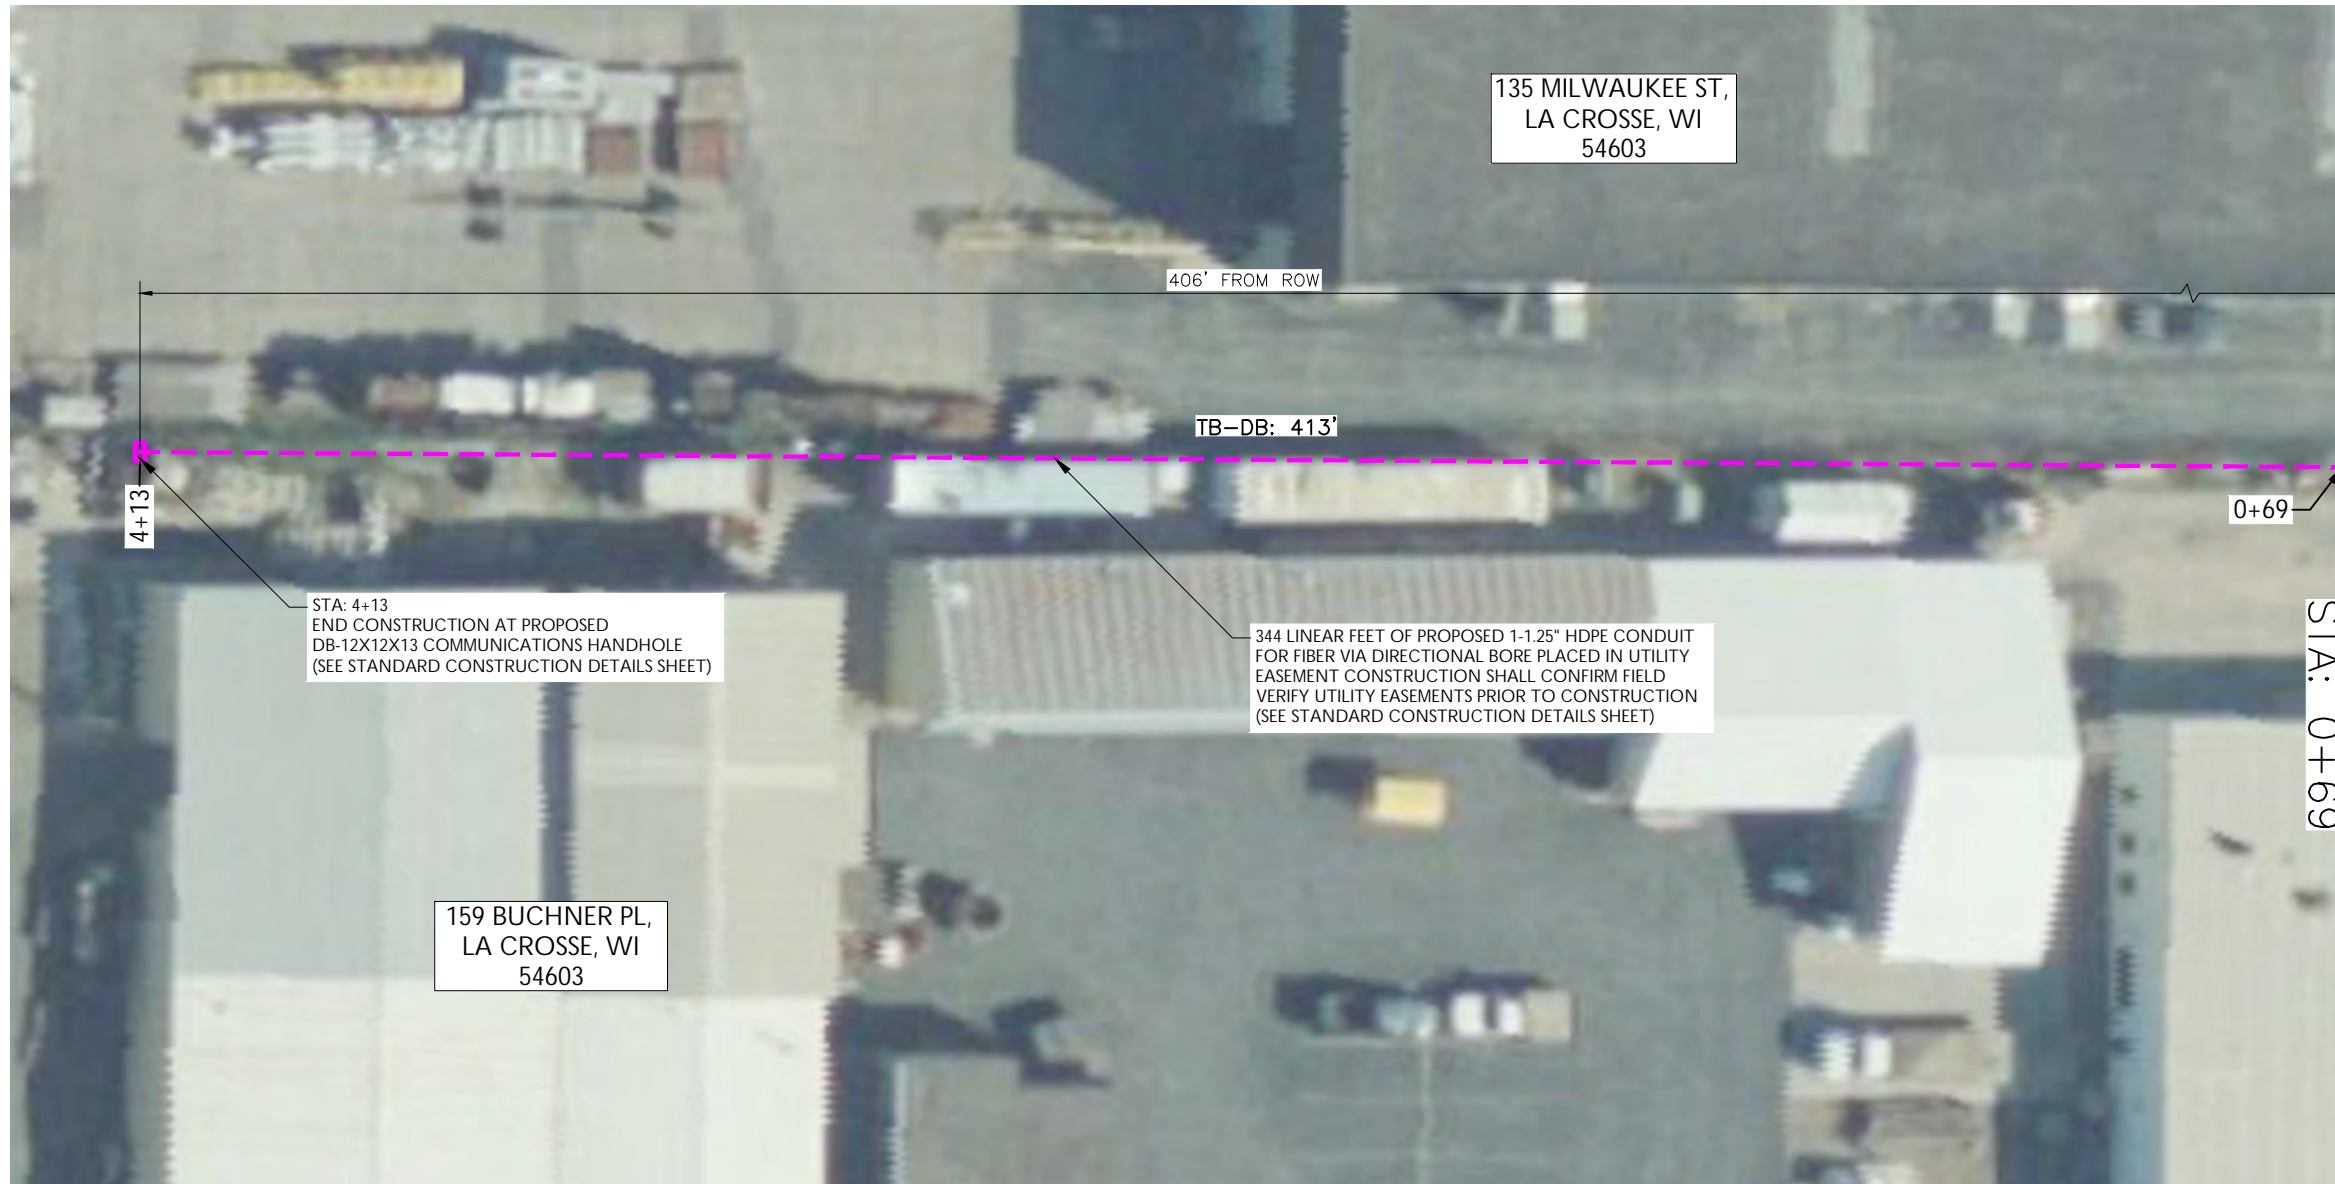 135 MILWAUKEE ST,
LA CROSSE, WI
54603
406' FROM ROW
TB-DB: 413'
4+13
0+69
STA: 4+13
END CONSTRUCTION AT PROPOSED
DB-12X12X13 COMMUNICATIONS HANDHOLE
(SEE STANDARD CONSTRUCTION DETAILS SHEET)
344 LINEAR FEET OF PROPOSED 1-1.25" HDPE CONDUIT
FOR FIBER VIA DIRECTIONAL BORE PLACED IN UTILITY
EASEMENT CONSTRUCTION SHALL CONFIRM FIELD
VERIFY UTILITY EASEMENTS PRIOR TO CONSTRUCTION
(SEE STANDARD CONSTRUCTION DETAILS SHEET)
STA: 0+69
159 BUCHNER PL,
LA CROSSE, WI
54603